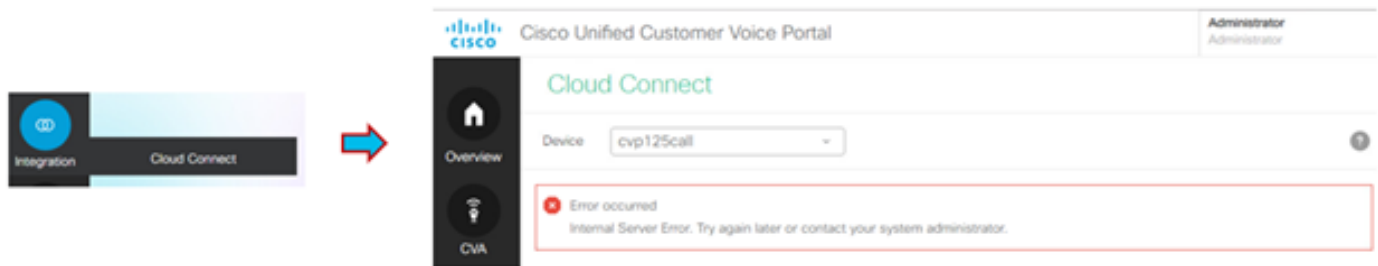 Integration
Cloud Connect
CISCO
Cisco Unified Customer Voice Portal
Administrator
Administrator
Cloud Connect
Overview
Device
cvp125call
?
CVA
Error occurred
Internal Server Error. Try again later or contact your system administrator.